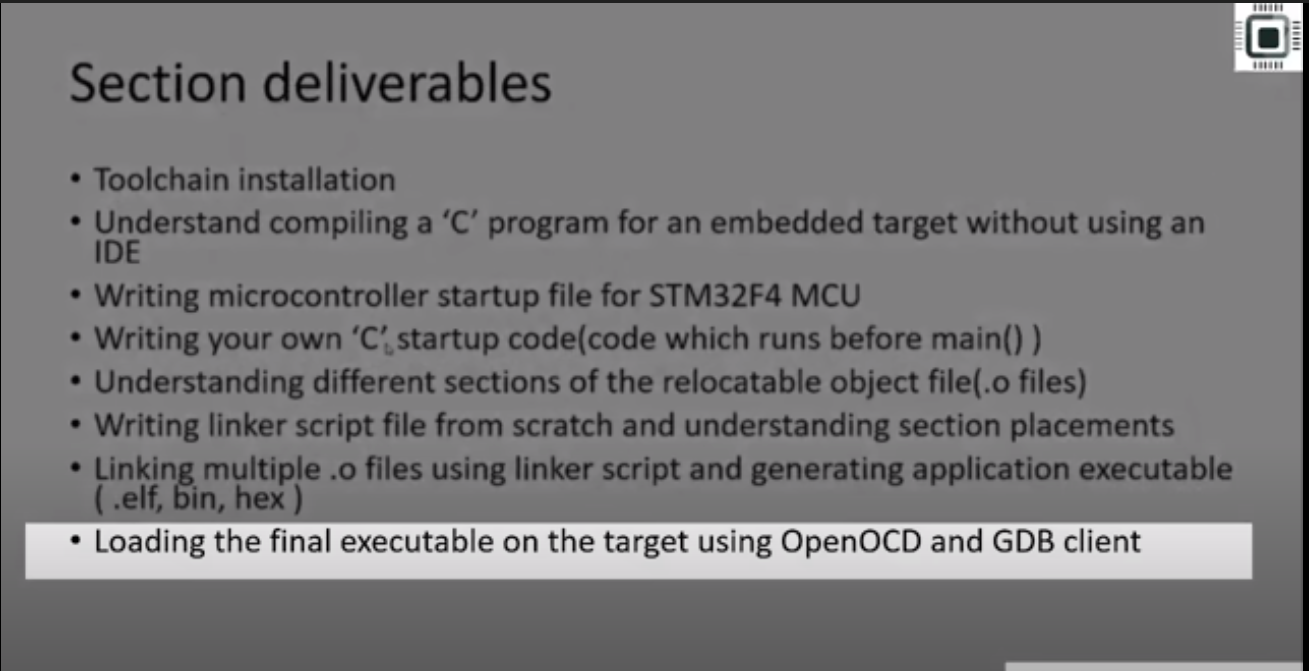 Section deliverables
• Toolchain installation
• Understand compiling a ‘C’ program for an embedded target without using an
IDE
• Writing microcontroller startup file for STM32F4 MCU
• Writing your own ‘C’ startup code(code which runs before main() )
• Understanding different sections of the relocatable object file(.o files)
• Writing linker script file from scratch and understanding section placements
• Linking multiple .o files using linker script and generating application executable
( .elf, bin, hex )
• Loading the final executable on the target using OpenOCD and GDB client